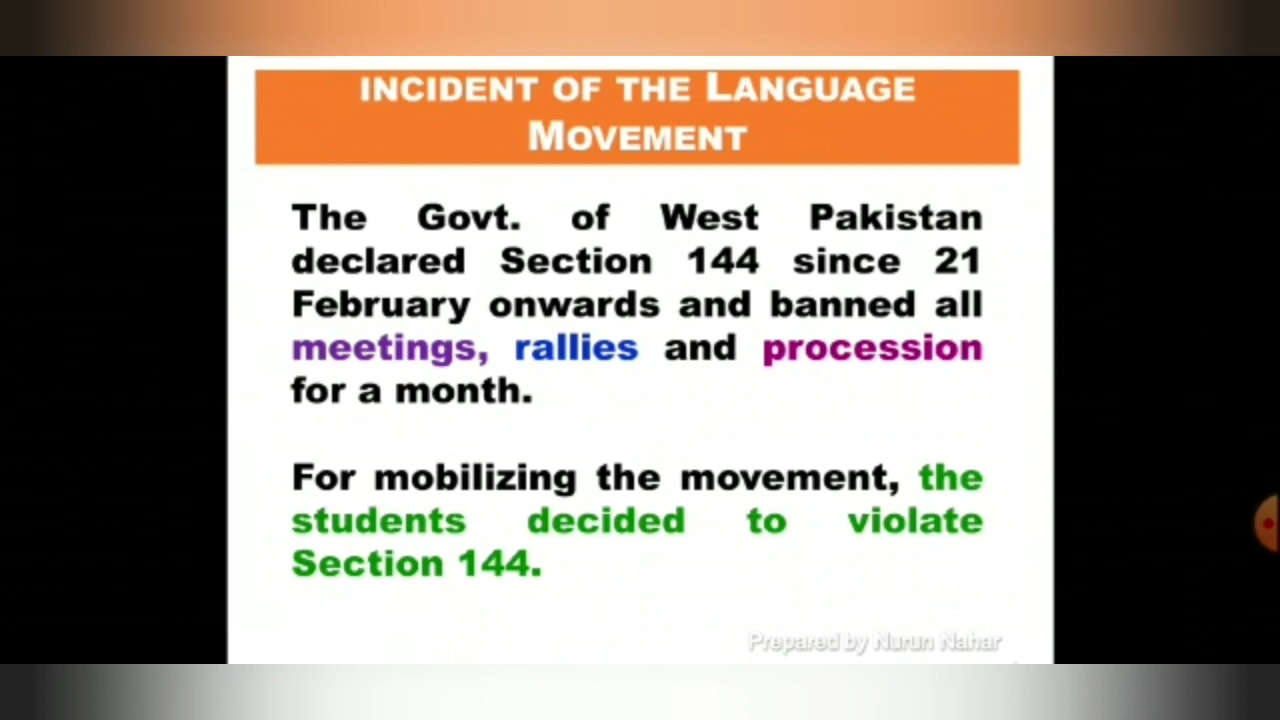 INCIDENT OF THE LANGUAGE
MOVEMENT
The Govt. of West Pakistan
declared Section 144 since 21
February onwards and banned all
meetings, rallies and procession
for a month.
For mobilizing the movement, the
students decided to violate
Section 144.
Prepared by Nurun Nahar